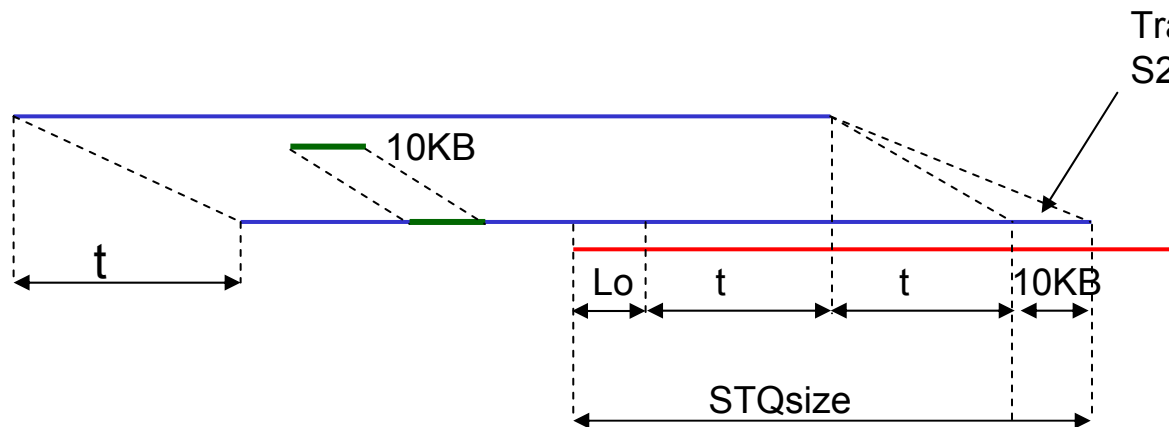 Tra
S2
10KB
t
Lo t t 10KB
STQsize